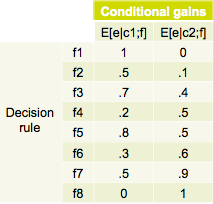 Conditional gains
E[e|c1;f] E[e|c2;f]
Decision rule
f1 1 0
f2 .5 .1
f3 .7 .4
f4 .2 .5
f5 .8 .5
f6 .3 .6
f7 .5 .9
f8 0 1